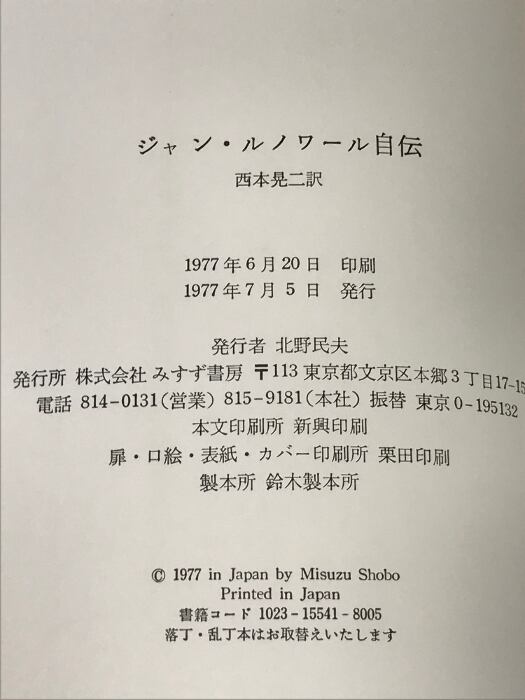 ジャン・ルノワール自伝
西本晃二訳
1977年6月20日 印刷
1977年7月5日 発行
発行者 北野民夫
発行所 株式会社 みすず書房 〒113 東京都文京区本郷3丁目17-15
電話 814-0131(営業) 815-9181(本社) 振替 東京0-195132
本文印刷所 新興印刷
扉・口絵・表紙・カバー印刷所 栗田印刷
製本所 鈴木製本所
© 1977 in Japan by Misuzu Shobo
Printed in Japan
書籍コード 1023-15541-8005
落丁・乱丁本はお取替えいたします